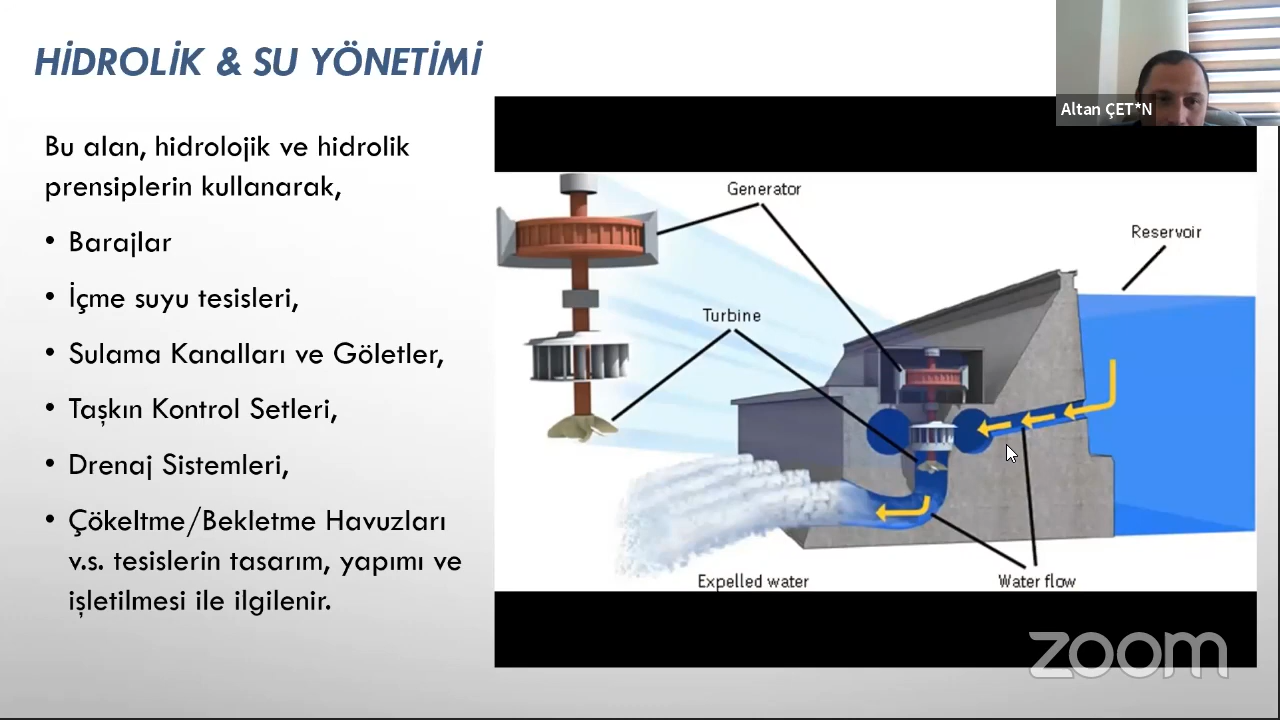 HİDROLİK & SU YÖNETİMİ
Altan ÇET*N
Bu alan, hidrolojik ve hidrolik
prensiplerin kullanarak,
• Barajlar
• İçme suyu tesisleri,
• Sulama Kanalları ve Göletler,
• Taşkın Kontrol Setleri,
• Drenaj Sistemleri,
• Çökeltme/Bekletme Havuzları
v.s. tesislerin tasarım, yapımı ve
işletilmesi ile ilgilenir.
Generator
Reservoir
Turbine
Expelled water
Water flow
zoom